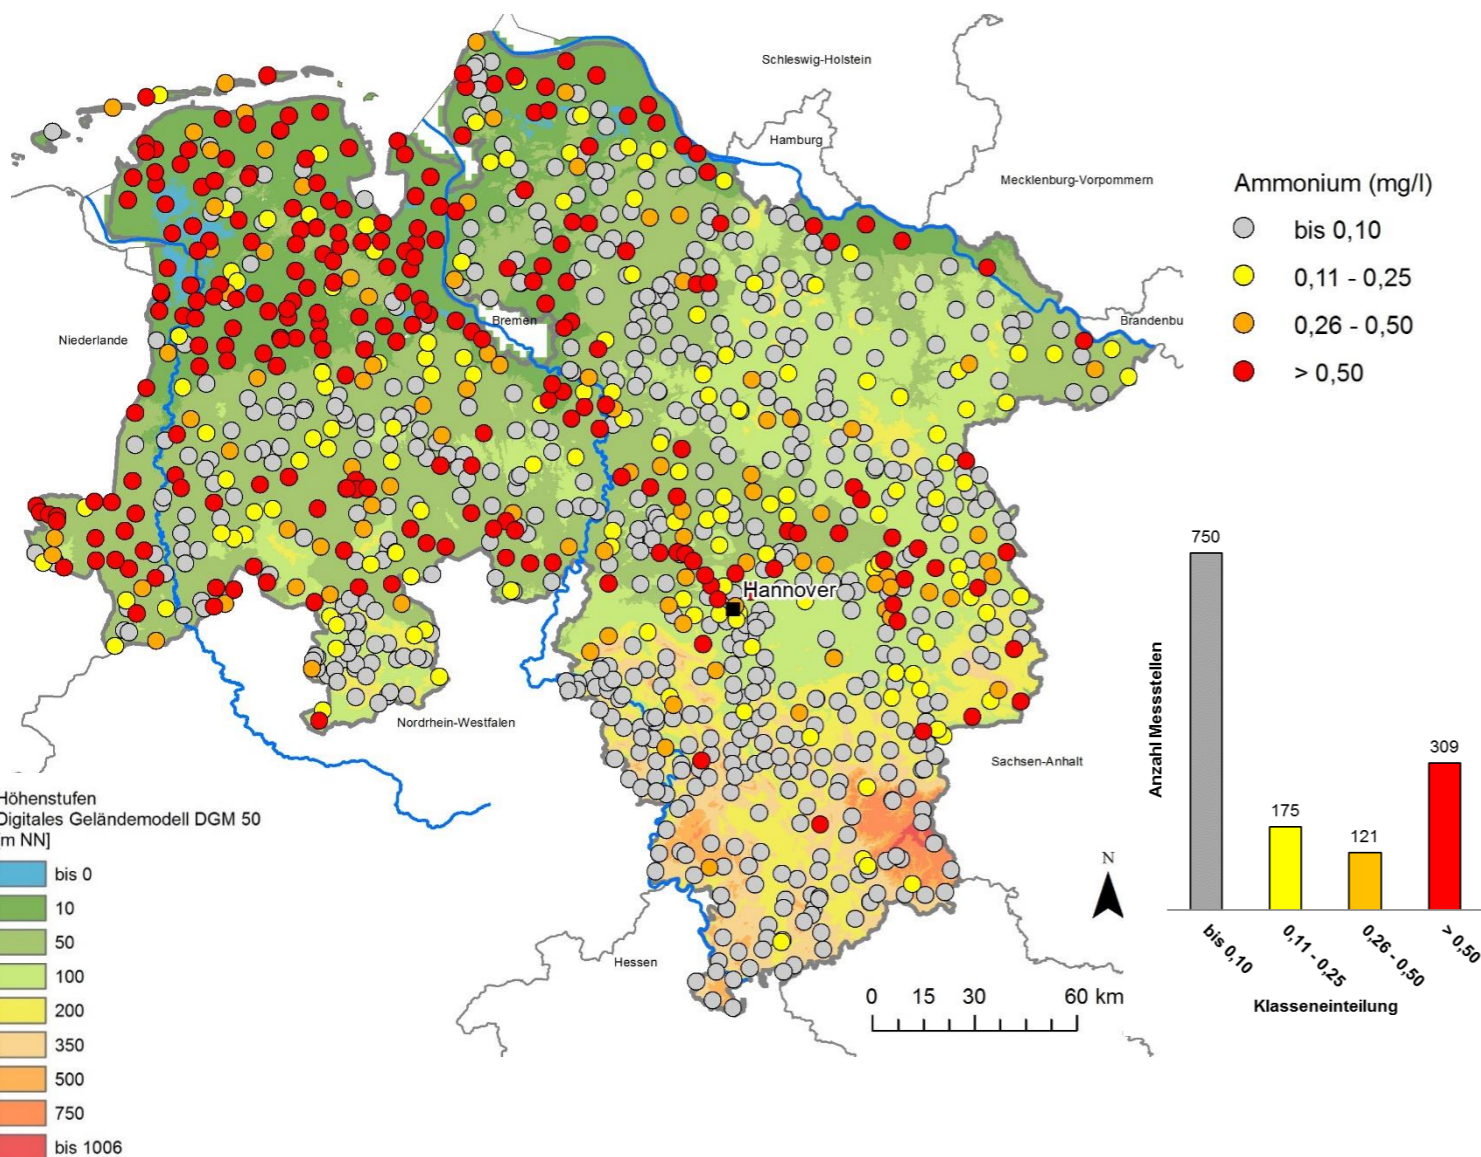 Schleswig-Holstein
Hamburg
Mecklenburg-Vorpommern
Niederlande
Bremen
Brandenbu
Hannover
Nordrhein-Westfalen
Sachsen-Anhalt
Hessen
Ammonium (mg/l)
bis 0,10
0,11 - 0,25
0,26 - 0,50
> 0,50
Höhenstufen
Digitales Geländemodell DGM 50
m NN]
bis 0
10
50
100
200
350
500
750
bis 1006
N
0 15 30 60 km
Anzahl Messstellen
750
175
121
309
bis 0,10
0,11 - 0,25
0,26 - 0,50
> 0,50
Klasseneinteilung